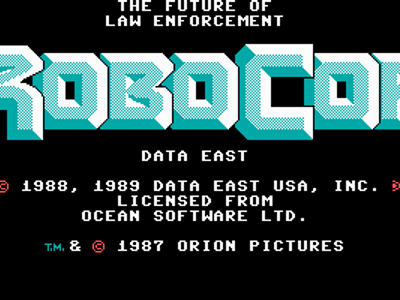 THE FUTURE OF
LAW ENFORCEMENT
ROBOCOP
DATA EAST
© 1988, 1989 DATA EAST USA, INC.
LICENSED FROM
OCEAN SOFTWARE LTD.
T.M. & © 1987 ORION PICTURES